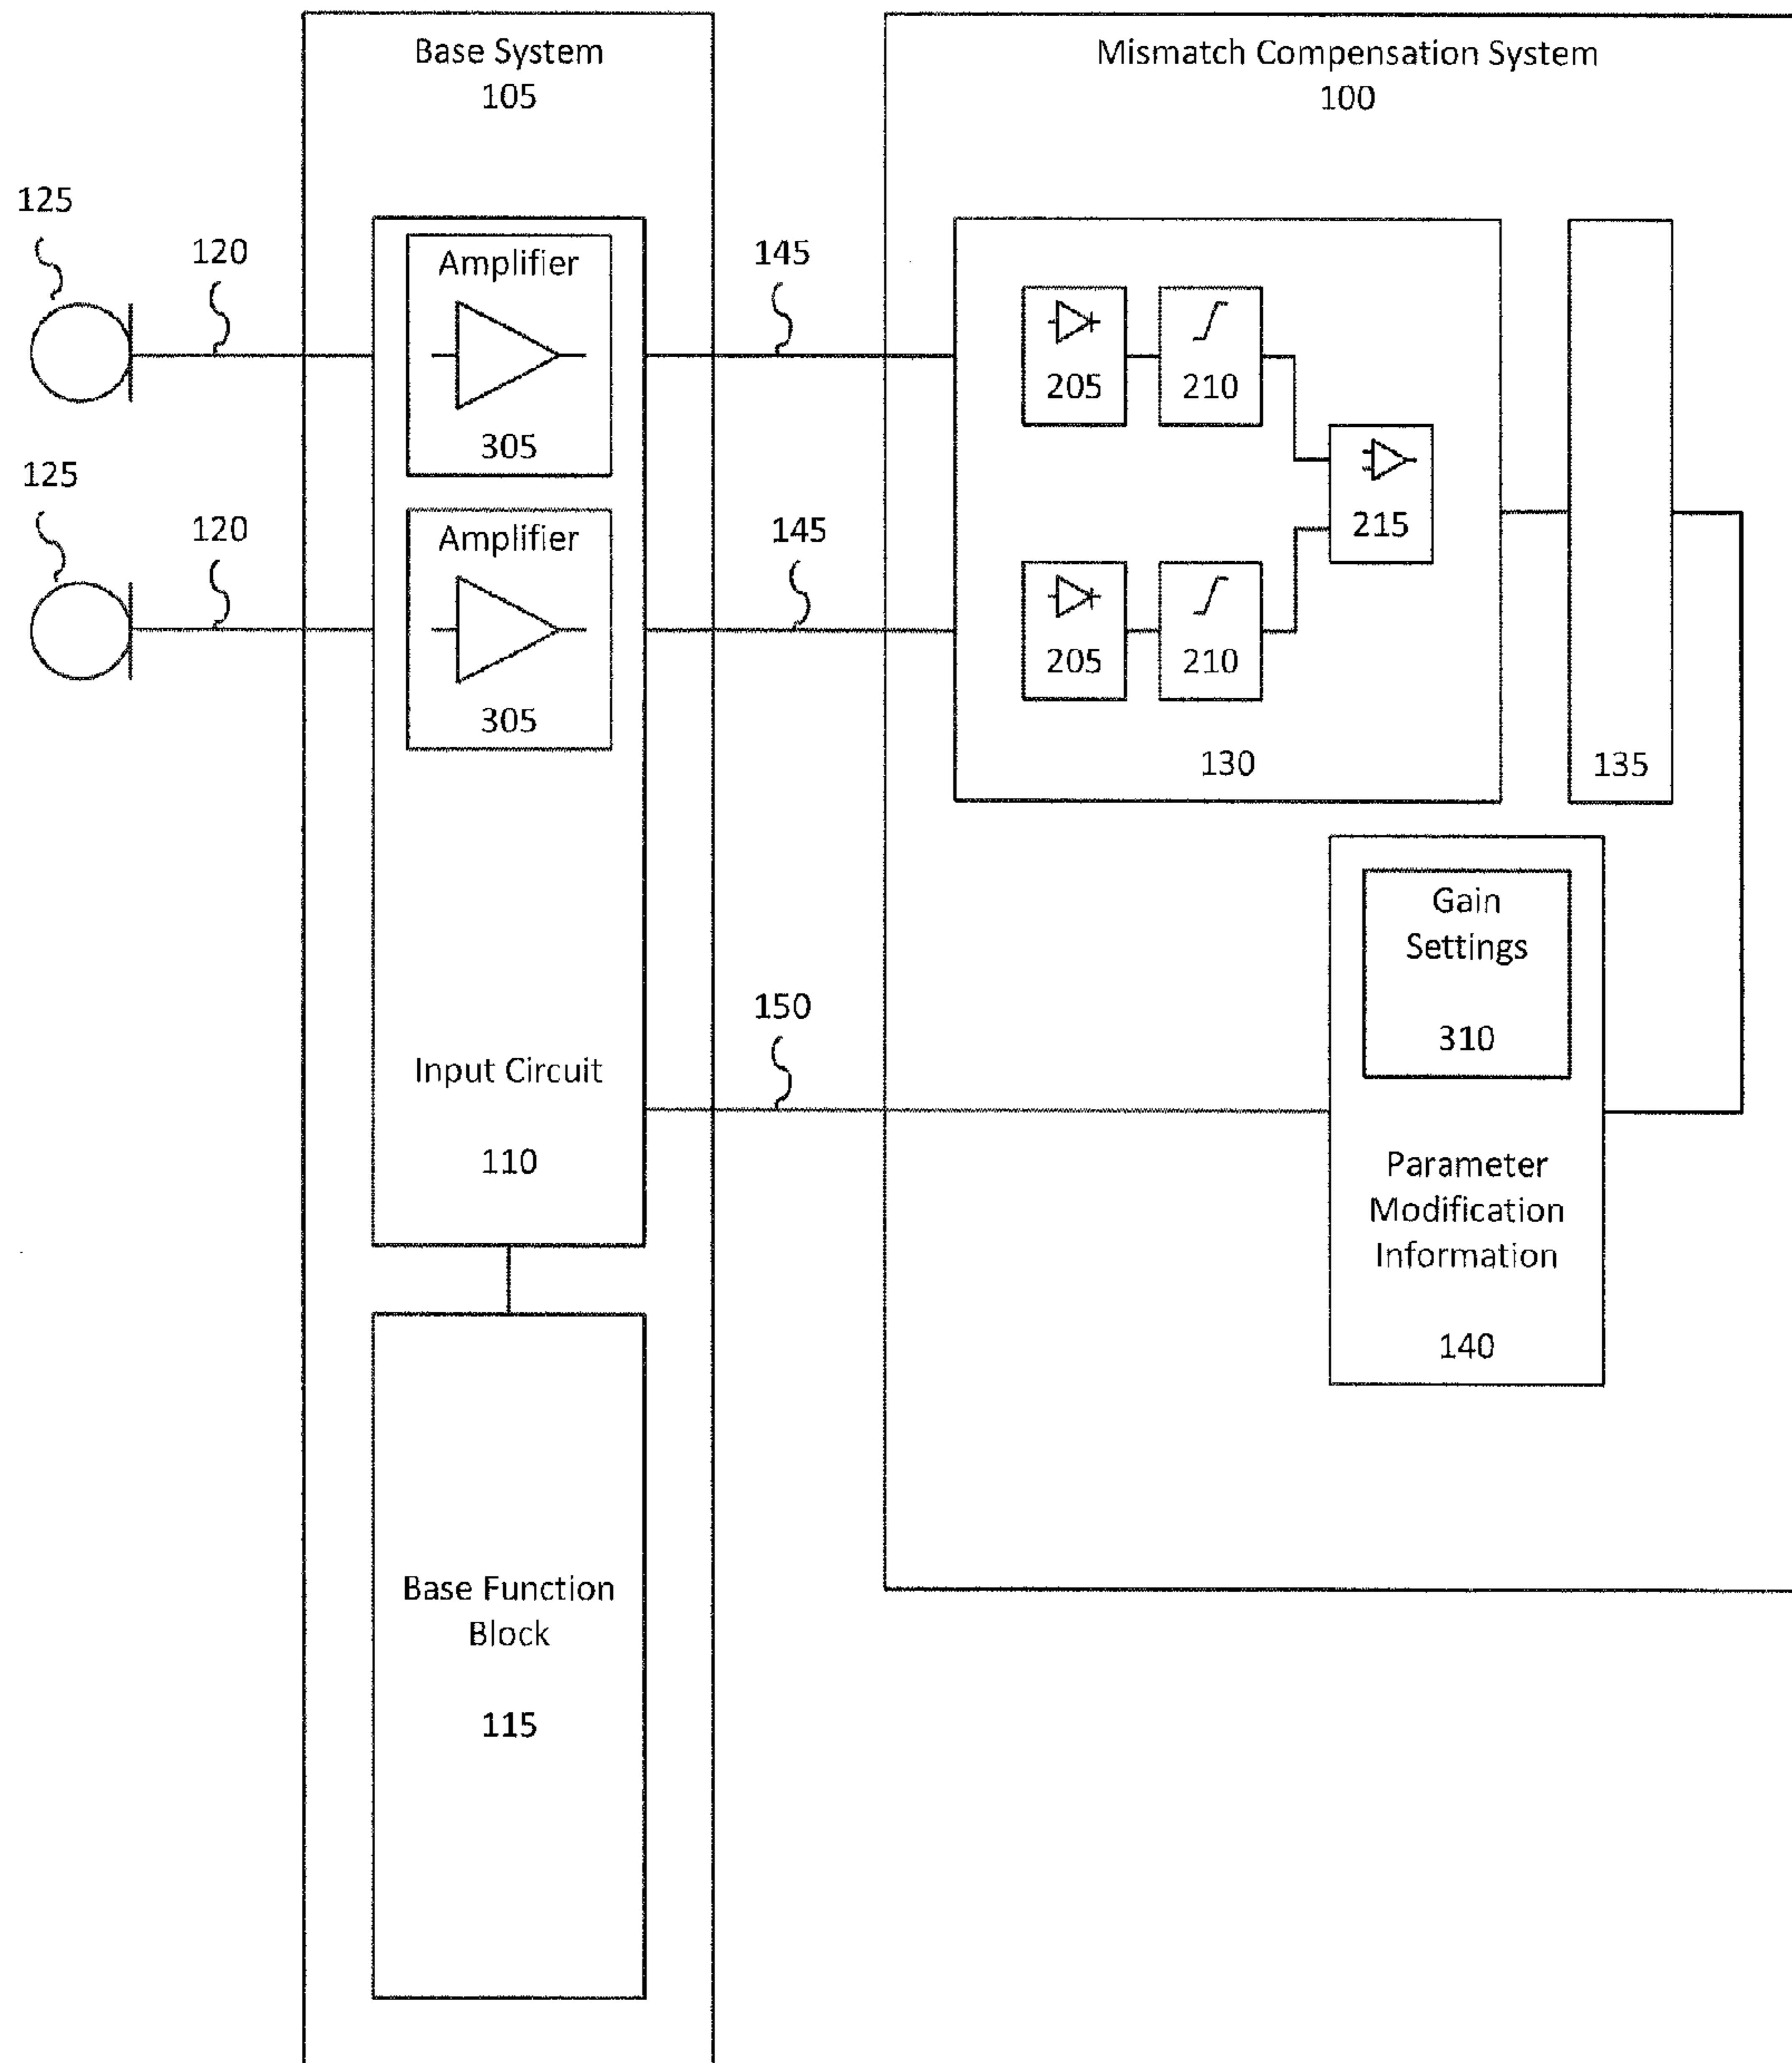 Base System
105
Mismatch Compensation System
100
125
120
Amplifier
305
145
205
210
215
125
120
Amplifier
305
145
205
210
130
135
Gain
Settings
310
150
Input Circuit
110
Parameter
Modification
Information
140
Base Function
Block
115